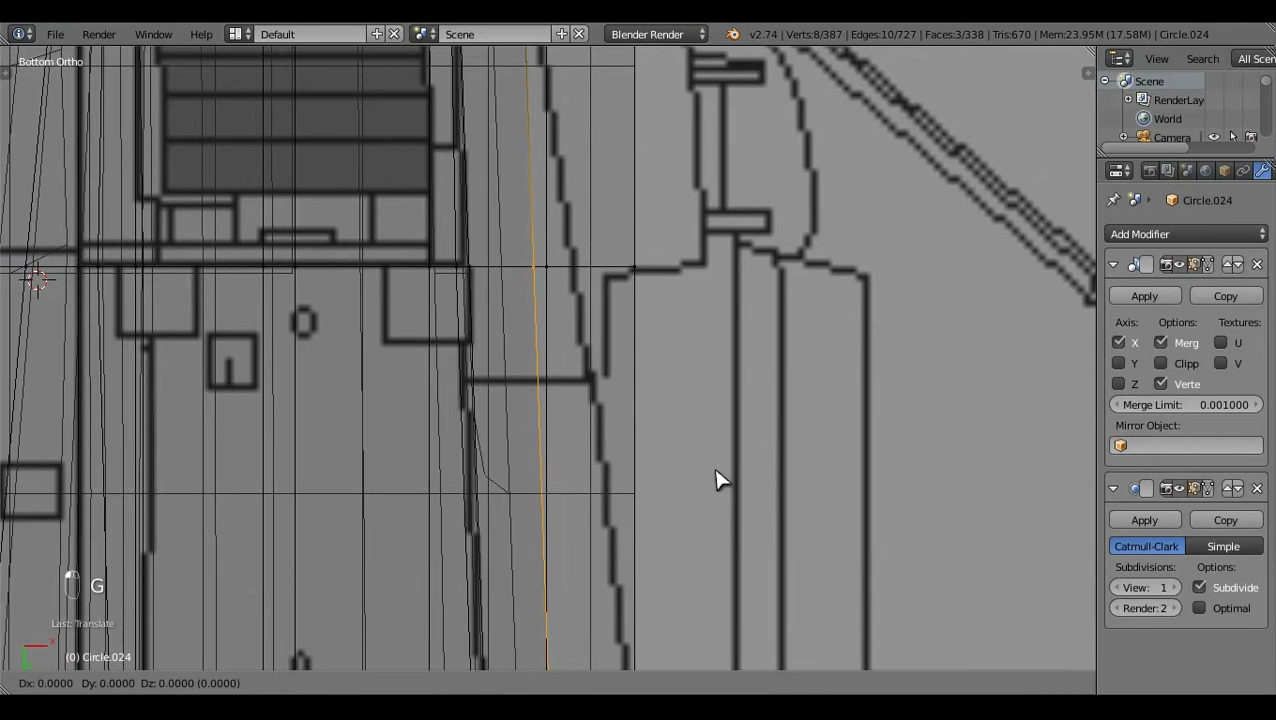 File Render Window Help Default Scene Blender Render v2.74 | Verts:8/387 | Edges:10/727 | Faces:3/338 | Tris:670 | Mem:23.95M (17.58M) | Circle.024
Bottom Ortho
View Search All Scen
Scene
RenderLay
World
Camera
Circle.024
Add Modifier
Apply Copy
Axis: Options: Textures:
X Merg U
Y Clipp V
Z Verte
Merge Limit: 0.001000
Mirror Object:
Apply Copy
Catmull-Clark Simple
Subdivisions: Options:
View: 1 Subdivide
Render: 2 Optimal
G
Last: Translate
x
(0) Circle.024
Dx: 0.0000 Dy: 0.0000 Dz: 0.0000 (0.0000)